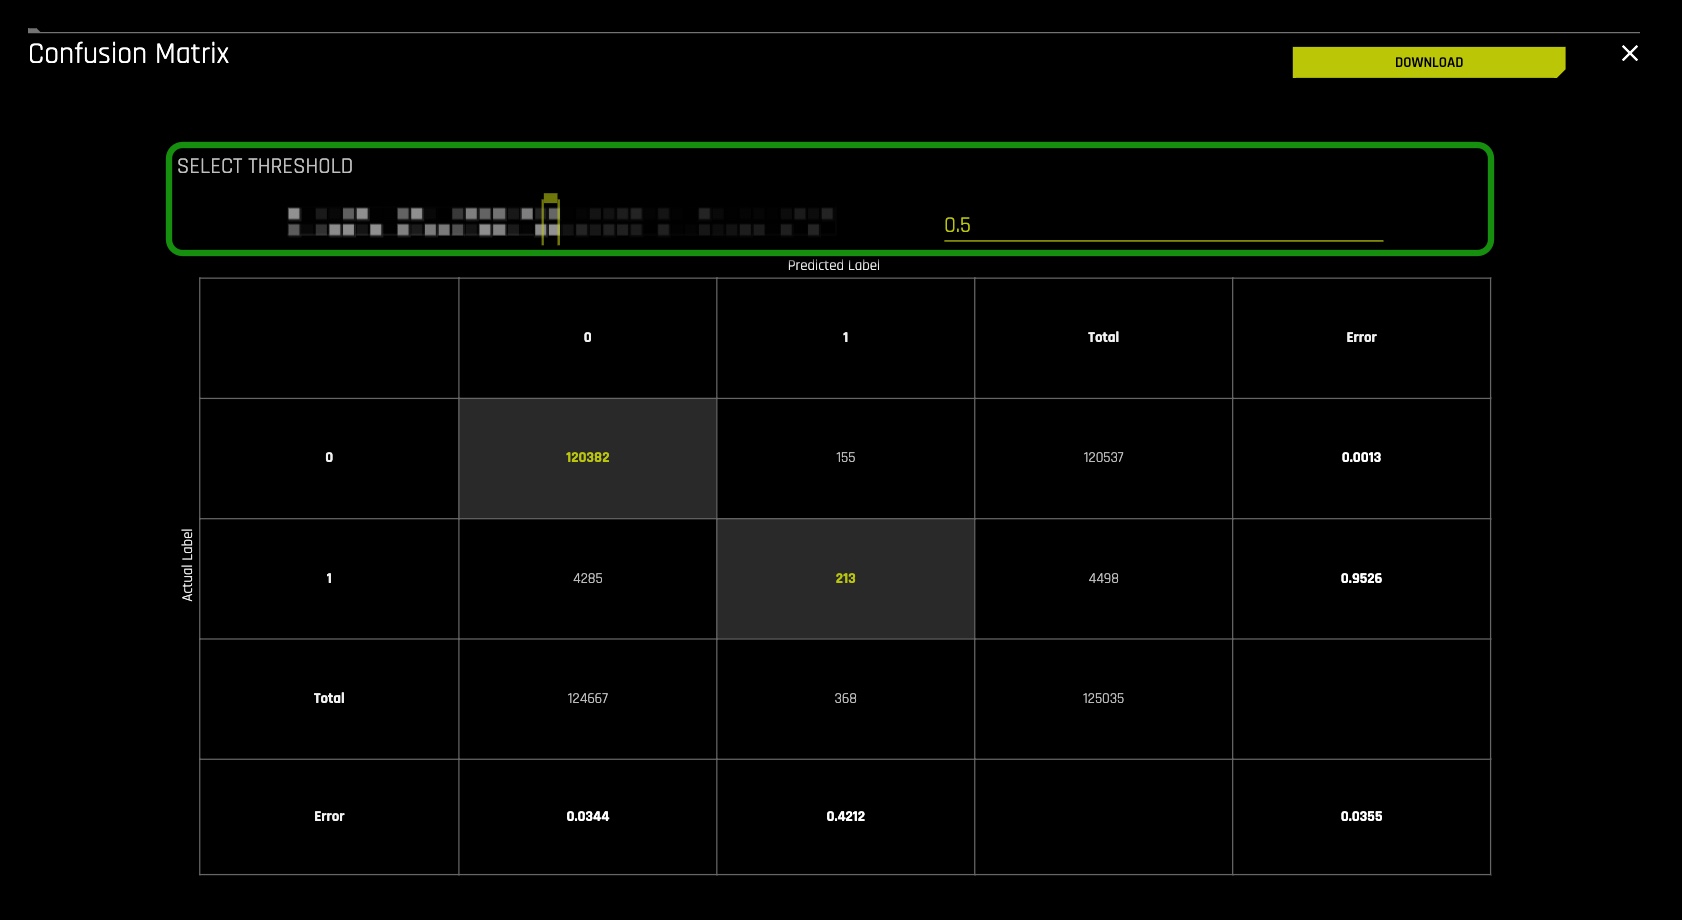 Confusion Matrix
DOWNLOAD
SELECT THRESHOLD
0.5
Predicted Label
0 1 Total Error
0 120382 155 120537 0.0013
Actual Label
1 4285 213 4498 0.9526
Total 124667 368 125035
Error 0.0344 0.4212 0.0355